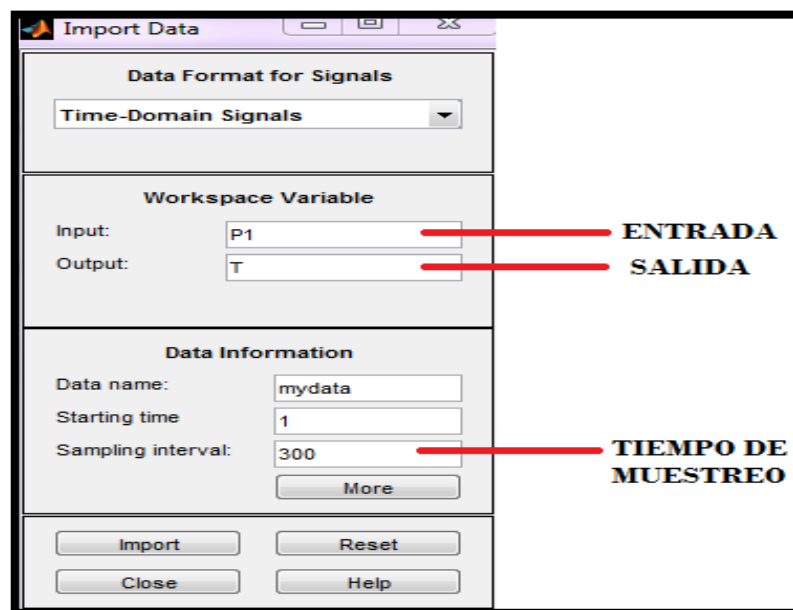 Import Data
Data Format for Signals
Time-Domain Signals
Workspace Variable
Input: P1 ENTRADA
Output: T SALIDA
Data Information
Data name: mydata
Starting time 1
Sampling interval: 300 TIEMPO DE
MUESTREO
More
Import Reset
Close Help